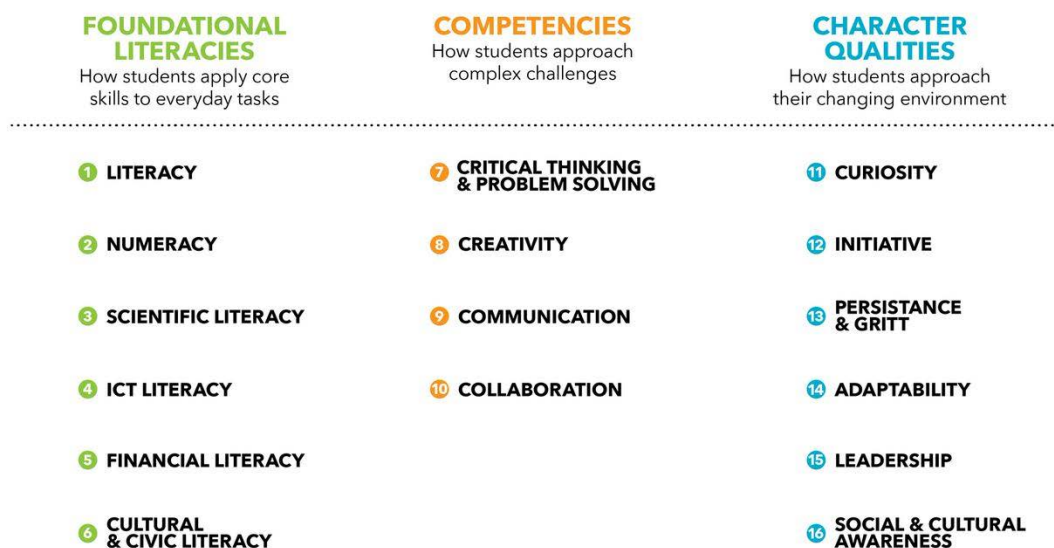 FOUNDATIONAL
LITERACIES
How students apply core
skills to everyday tasks
1 LITERACY
2 NUMERACY
3 SCIENTIFIC LITERACY
4 ICT LITERACY
5 FINANCIAL LITERACY
6 CULTURAL
& CIVIC LITERACY
COMPETENCIES
How students approach
complex challenges
7 CRITICAL THINKING
& PROBLEM SOLVING
8 CREATIVITY
9 COMMUNICATION
10 COLLABORATION
CHARACTER
QUALITIES
How students approach
their changing environment
11 CURIOSITY
12 INITIATIVE
13 PERSISTANCE
& GRITT
14 ADAPTABILITY
15 LEADERSHIP
16 SOCIAL & CULTURAL
AWARENESS